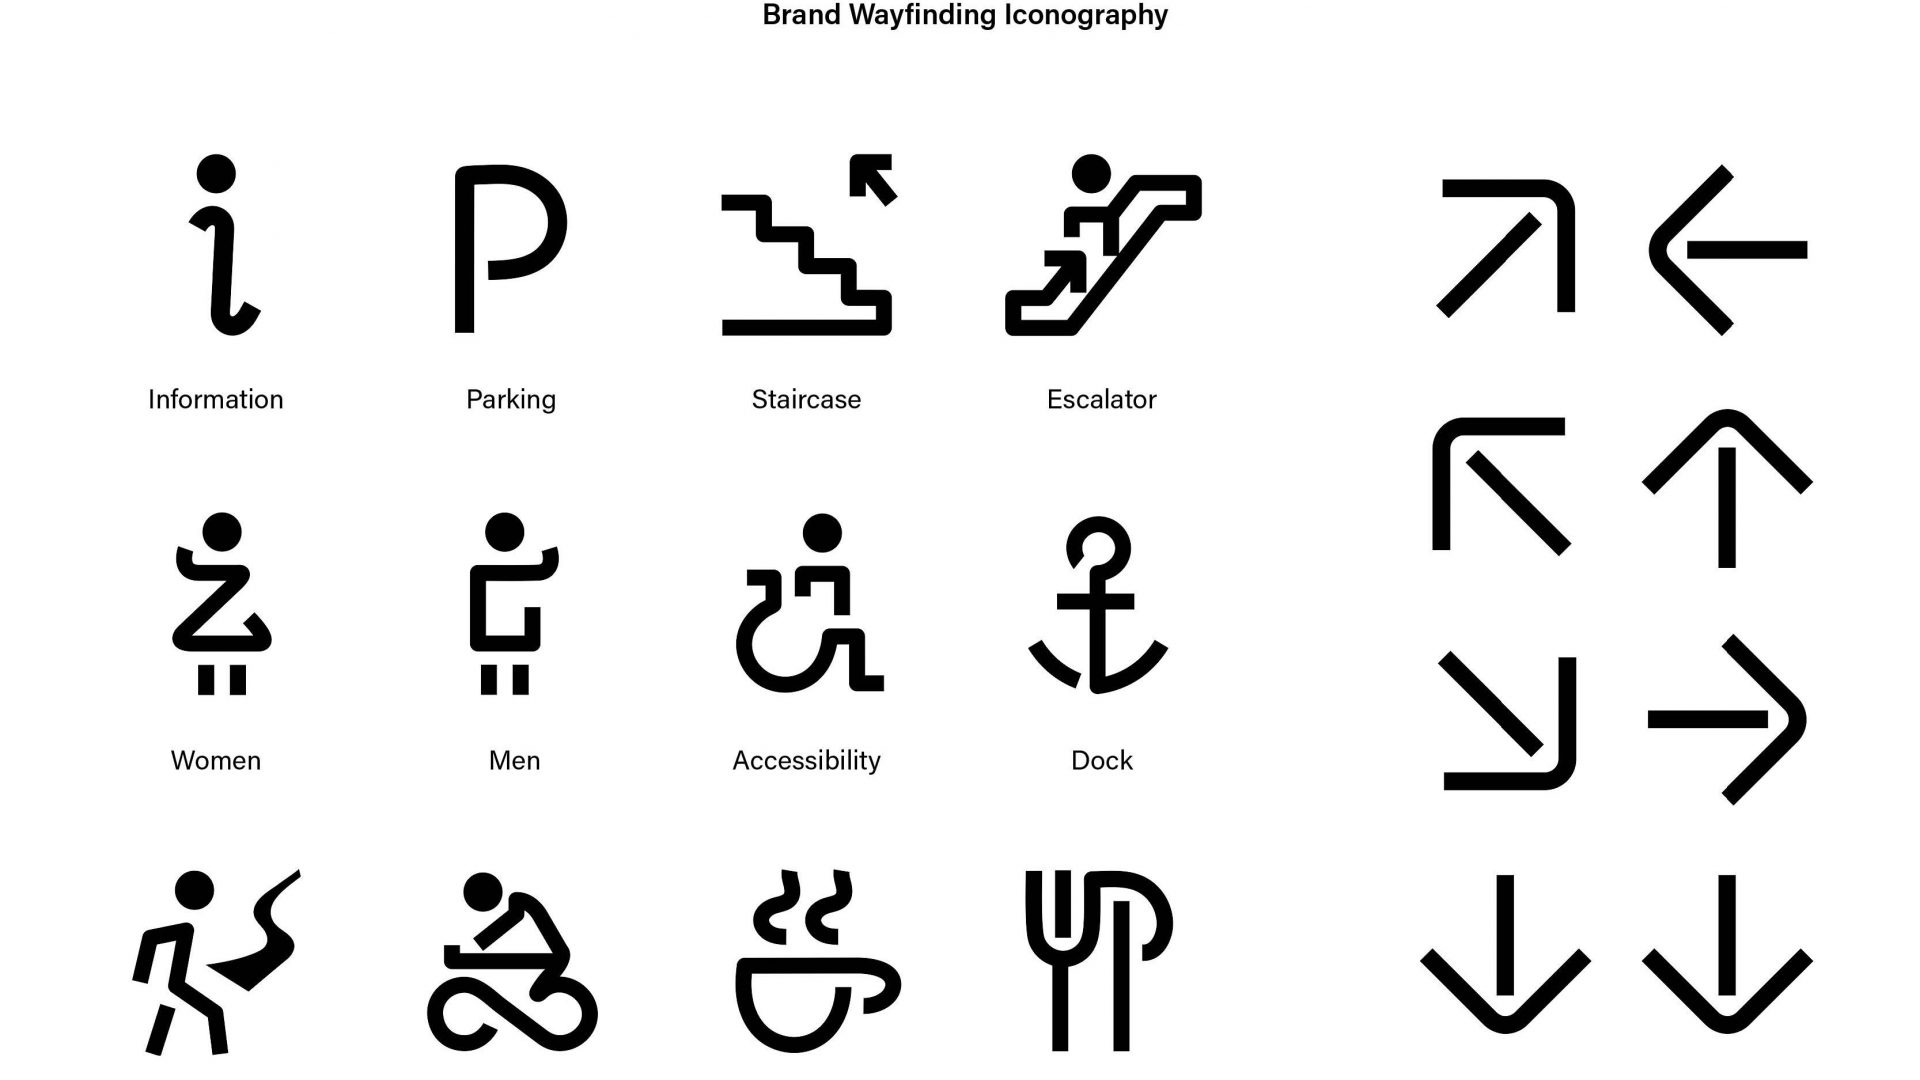 Brand Wayfinding Iconography
Information
Parking
Staircase
Escalator
Women
Men
Accessibility
Dock